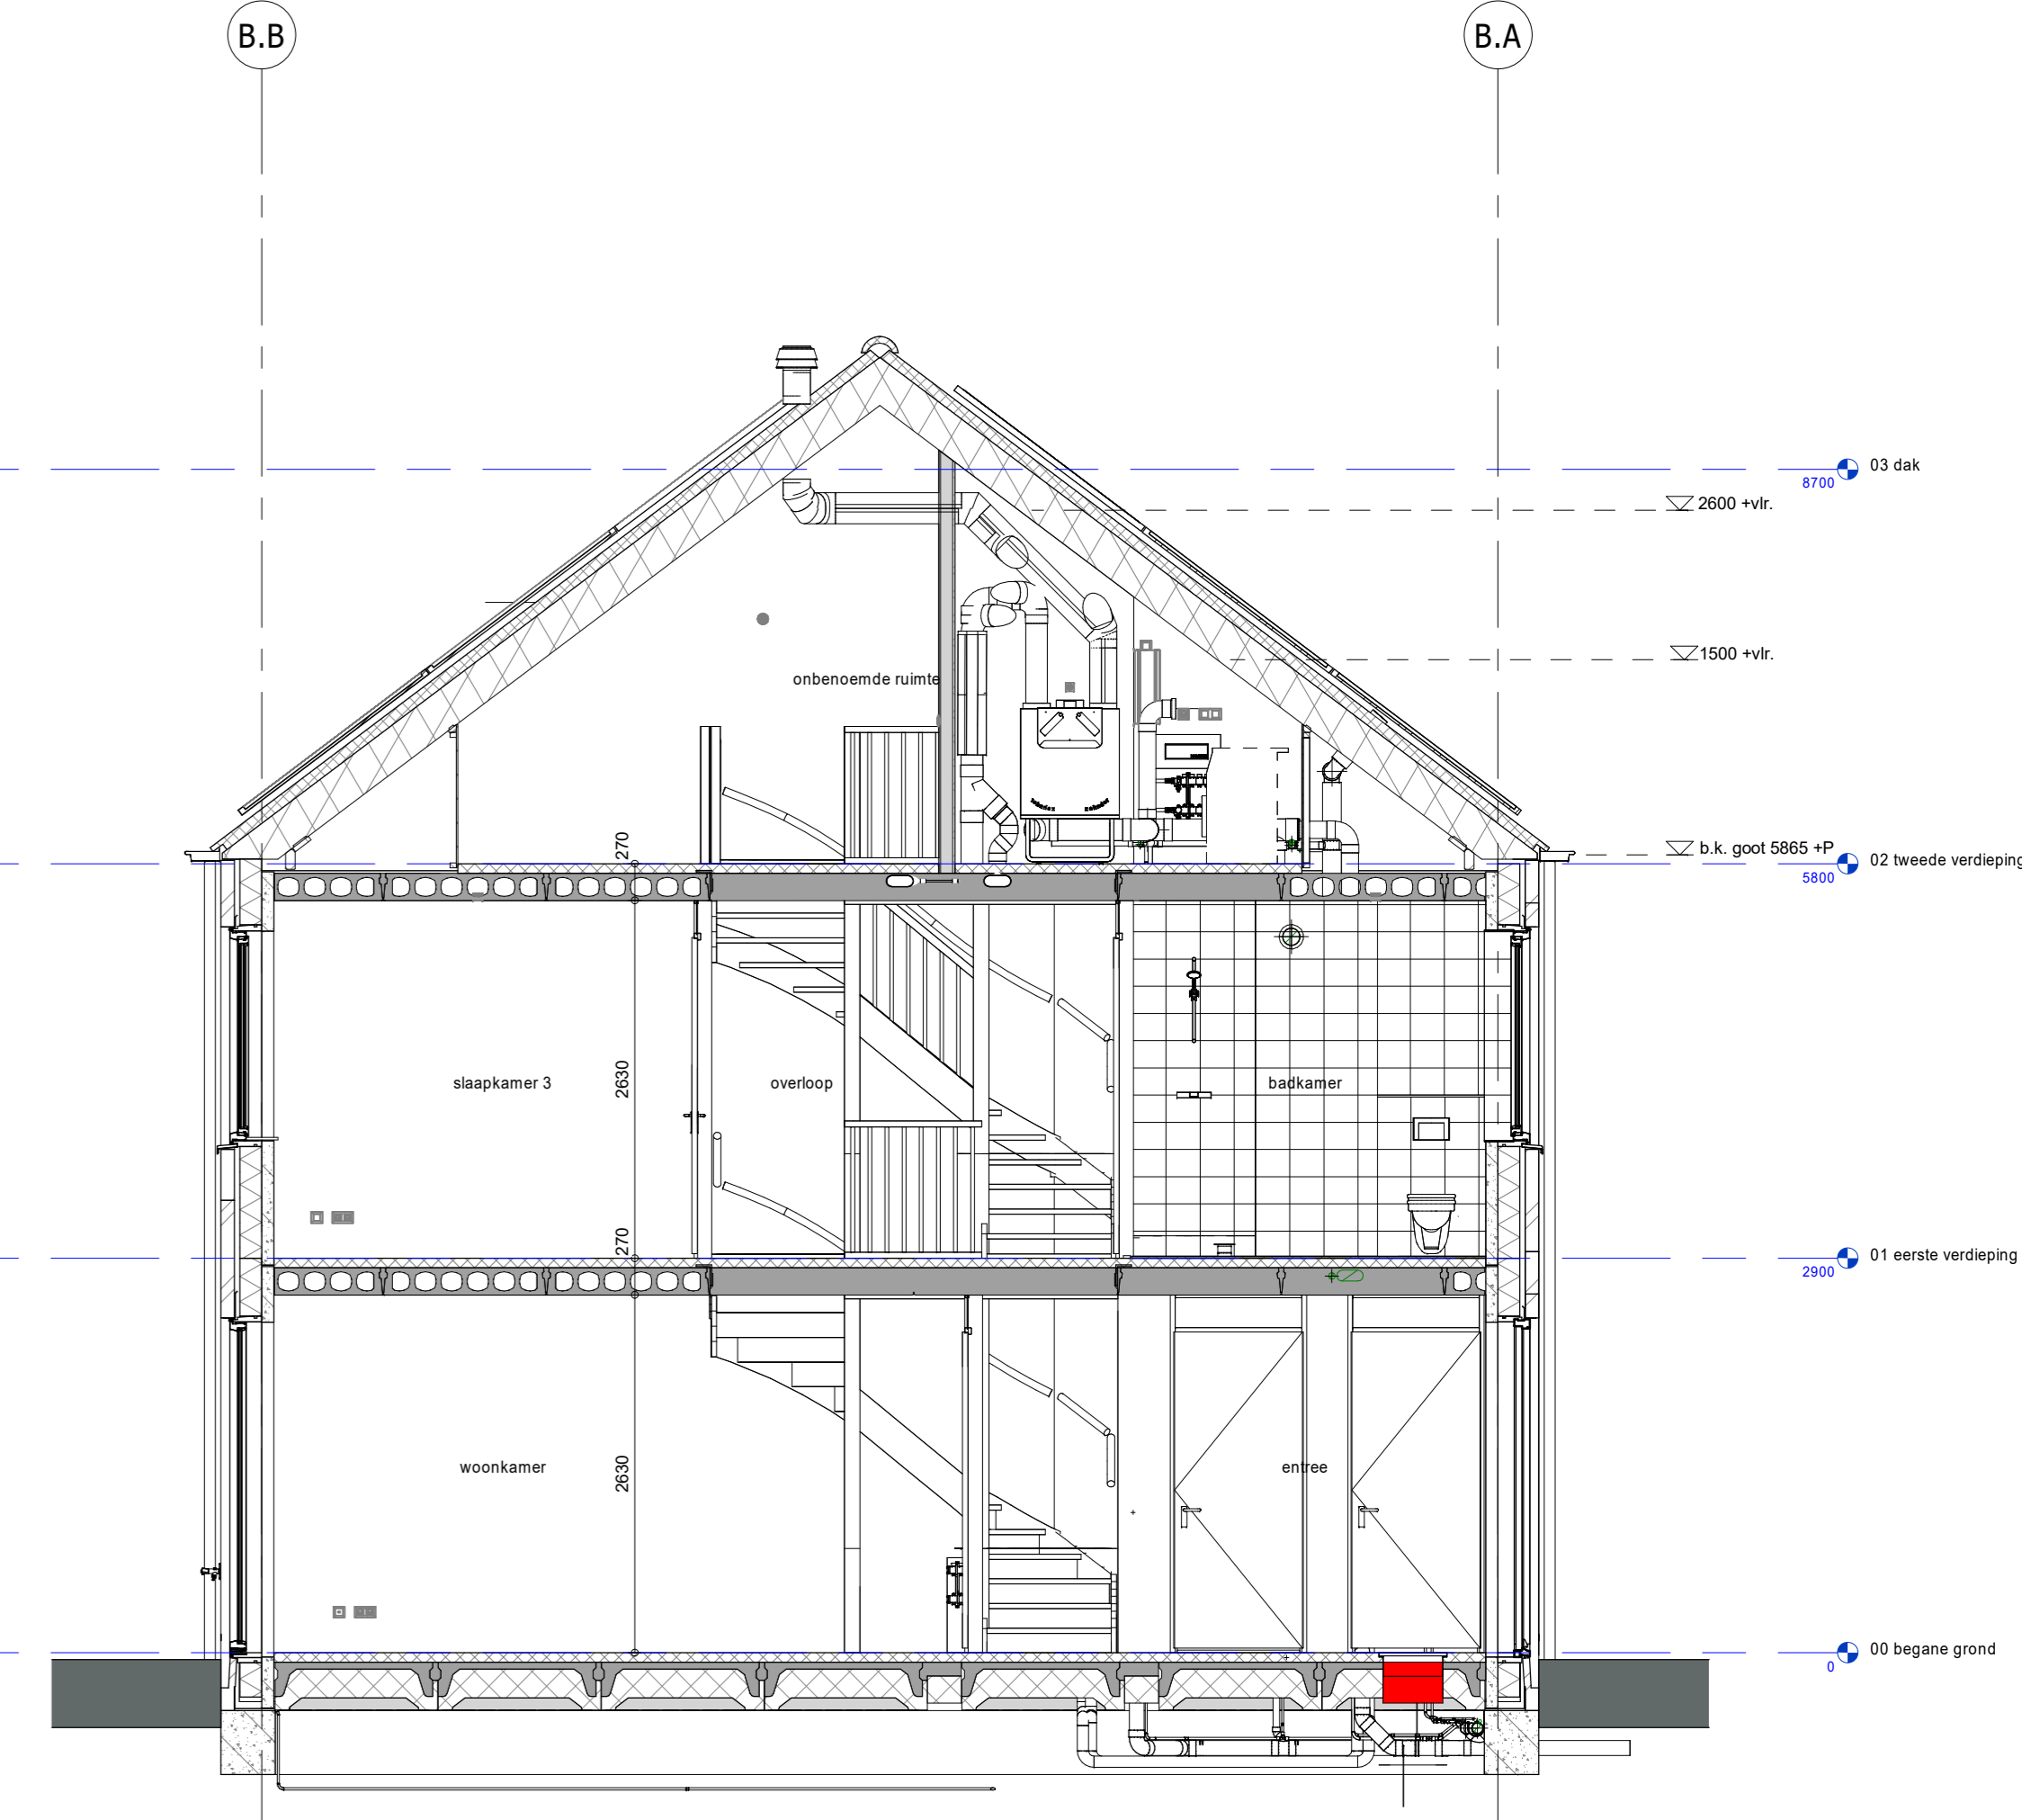 B.B
B.A
03 dak
8700
2600 +vlr.
1500 +vlr.
onbenoemde ruimte
270
b.k. goot 5865 +P
02 tweede verdieping
5800
slaapkamer 3
2630
overloop
badkamer
270
01 eerste verdieping
2900
woonkamer
2630
entree
00 begane grond
0